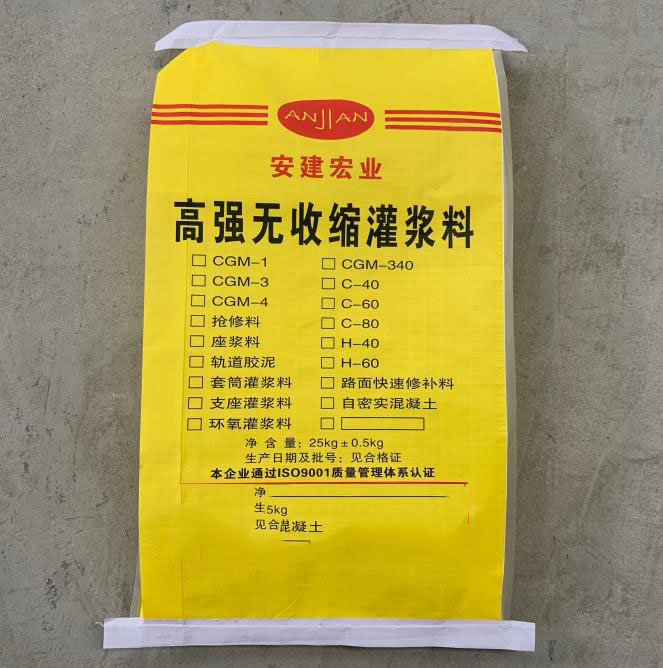 ANJIAN
安建宏业
高强无收缩灌浆料
□ CGM-1 □ CGM-340
□ CGM-3 □ C-40
□ CGM-4 □ C-60
□ 抢修料 □ C-80
□ 座浆料 □ H-40
□ 轨道胶泥 □ H-60
□ 套筒灌浆料 □ 路面快速修补料
□ 支座灌浆料 □ 自密实混凝土
□ 环氧灌浆料 □
净 含 量：25kg±0.5kg
生产日期及批号：见合格证
本企业通过ISO9001质量管理体系认证
净
生5kg
见合混凝土